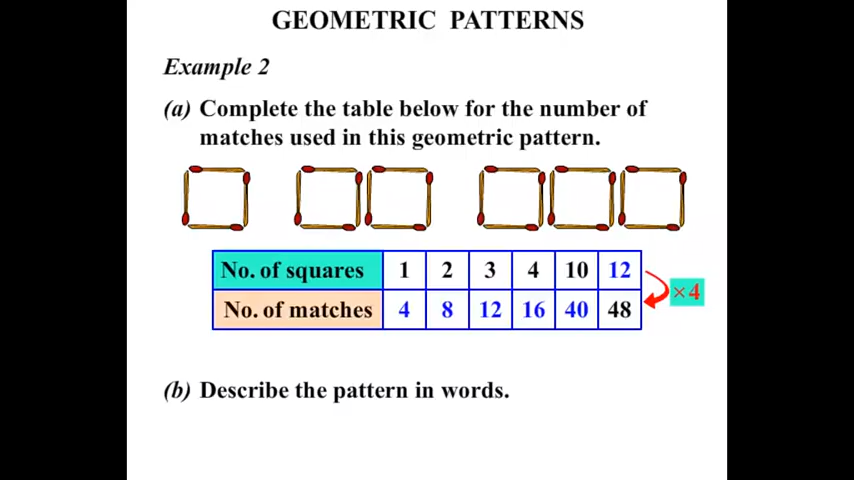 GEOMETRIC PATTERNS
Example 2
(a) Complete the table below for the number of
matches used in this geometric pattern.
No. of squares 1 2 3 4 10 12
× 4
No. of matches 4 8 12 16 40 48
(b) Describe the pattern in words.